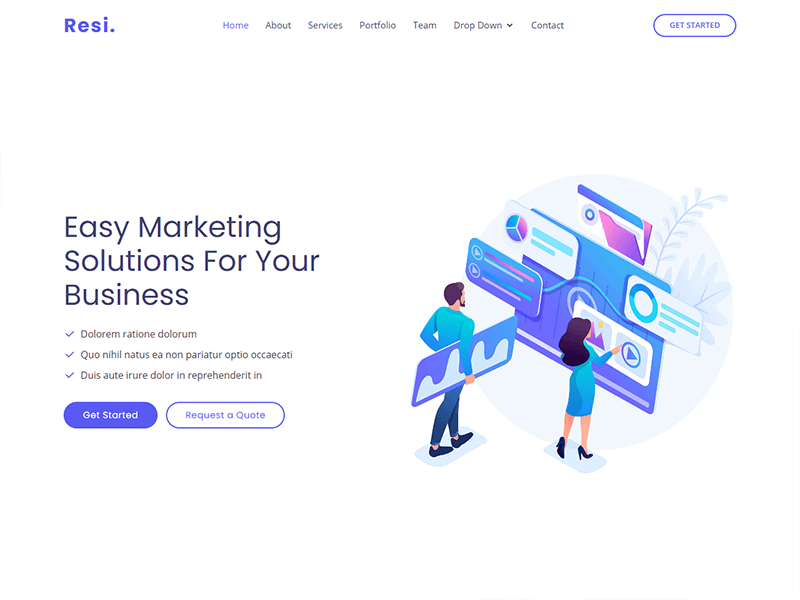 Resi.
Home About Services Portfolio Team Drop Down Contact
GET STARTED
Easy Marketing
Solutions For Your
Business
Dolorem ratione dolorum
Quo nihil natus ea non pariatur optio occaecati
Duis aute irure dolor in reprehenderit in
Get Started
Request a Quote